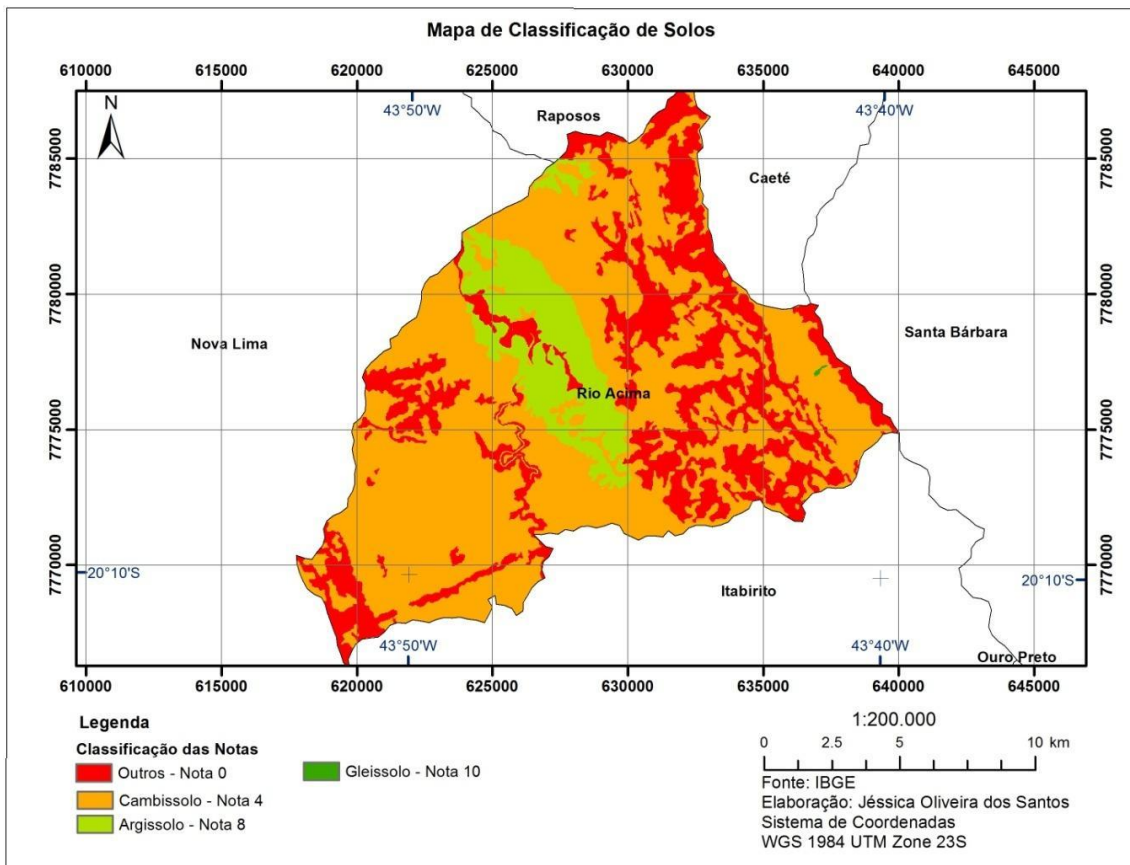 Mapa de Classificação de Solos
610000 615000 620000 625000 630000 635000 640000 645000
43°50'W 43°40'W
N
Raposos
7785000 7785000
Caeté
7780000 7780000
Nova Lima
Santa Bárbara
Rio Acima
7775000 7775000
7770000 7770000
20°10'S 20°10'S
Itabirito
43°50'W 43°40'W
Ouro Preto
610000 615000 620000 625000 630000 635000 640000 645000
Legenda
Classificação das Notas
Outros - Nota 0
Cambissolo - Nota 4
Argissolo - Nota 8
Gleissolo - Nota 10
1:200.000
0 2.5 5 10 km
Fonte: IBGE
Elaboração: Jéssica Oliveira dos Santos
Sistema de Coordenadas
WGS 1984 UTM Zone 23S